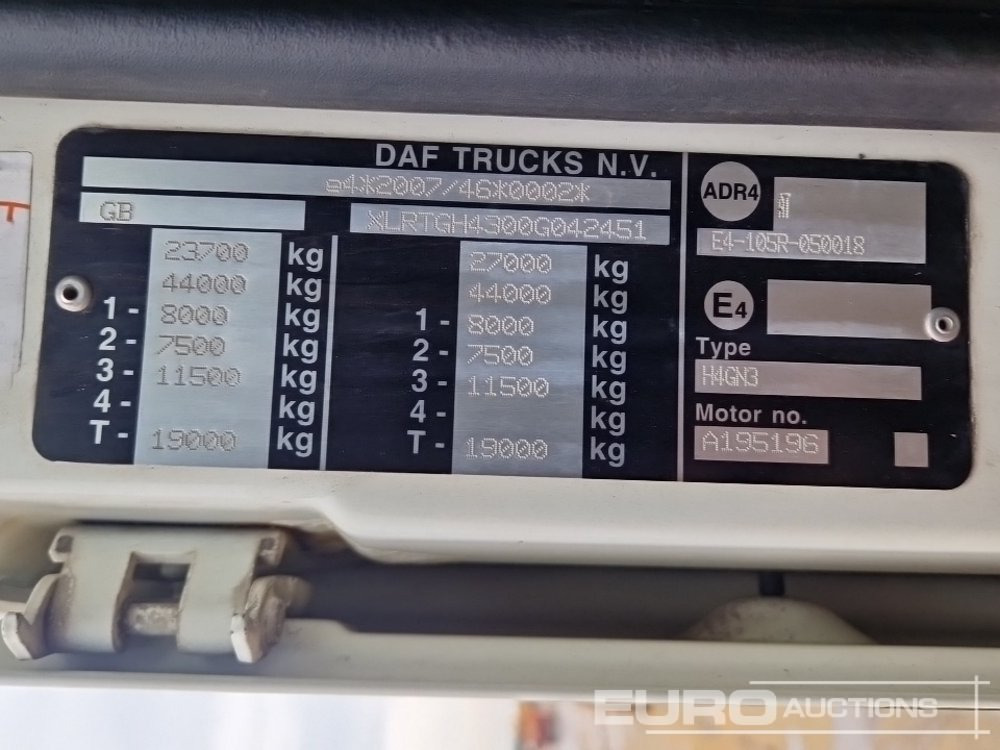 DAF TRUCKS N.V.
e4*2007/46*0002*
GB XLRTGH4300G042451
23700 kg 27000 kg
44000 kg 44000 kg
1 - 8000 kg 1 - 8000 kg
2 - 7500 kg 2 - 7500 kg
3 - 11500 kg 3 - 11500 kg
4 - kg 4 - kg
T - 19000 kg T - 19000 kg
ADR4
E4-105R-050018
E4
Type
H4GN3
Motor no.
A195196
EURO AUCTIONS